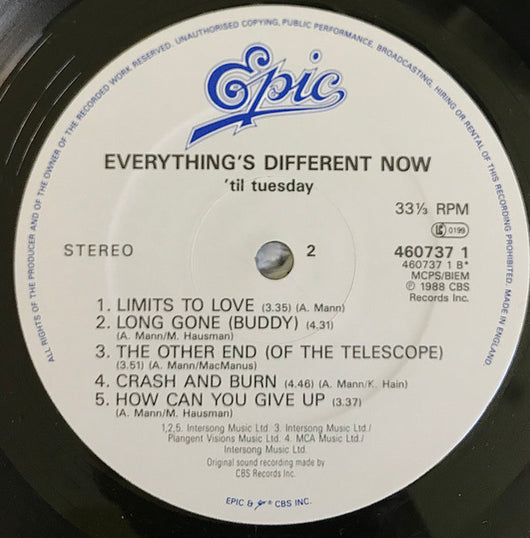 ALL RIGHTS OF THE PRODUCER AND OF THE OWNER OF THE RECORDED WORK RESERVED. UNAUTHORISED COPYING, PUBLIC PERFORMANCE, BROADCASTING, HIRING OR RENTAL OF THIS RECORDING PROHIBITED. MADE IN ENGLAND.
Epic
EVERYTHING'S DIFFERENT NOW
'til tuesday
33⅓ RPM
LC 0199
STEREO
2
460737 1
460737 1 B*
MCPS/BIEM
℗ 1988 CBS
Records Inc.
1. LIMITS TO LOVE (3.35) (A. Mann)
2. LONG GONE (BUDDY) (4.31)
(A. Mann/M. Hausman)
3. THE OTHER END (OF THE TELESCOPE)
(3.51) (A. Mann/MacManus)
4. CRASH AND BURN (4.46) (A. Mann/K. Hain)
5. HOW CAN YOU GIVE UP (3.37)
(A. Mann/M. Hausman)
1,2,5. Intersong Music Ltd. 3. Intersong Music Ltd./
Plangent Visions Music Ltd. 4. MCA Music Ltd./
Intersong Music Ltd.
Original sound recording made by
CBS Records Inc.
EPIC & ® CBS INC.